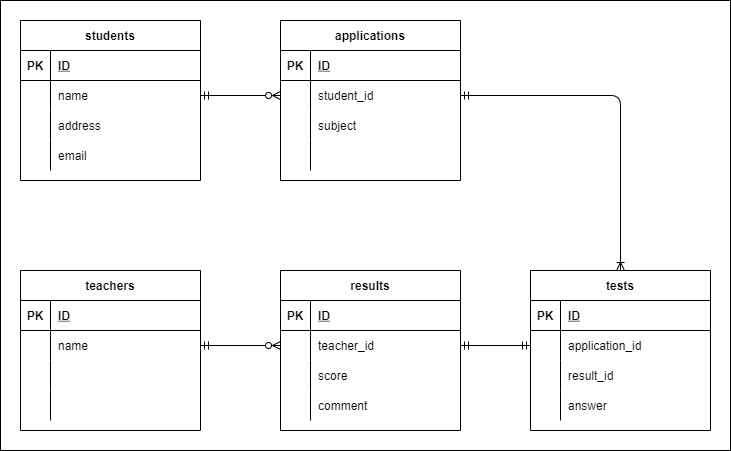 students
PK ID
name
address
email
applications
PK ID
student_id
subject
teachers
PK ID
name
results
PK ID
teacher_id
score
comment
tests
PK ID
application_id
result_id
answer